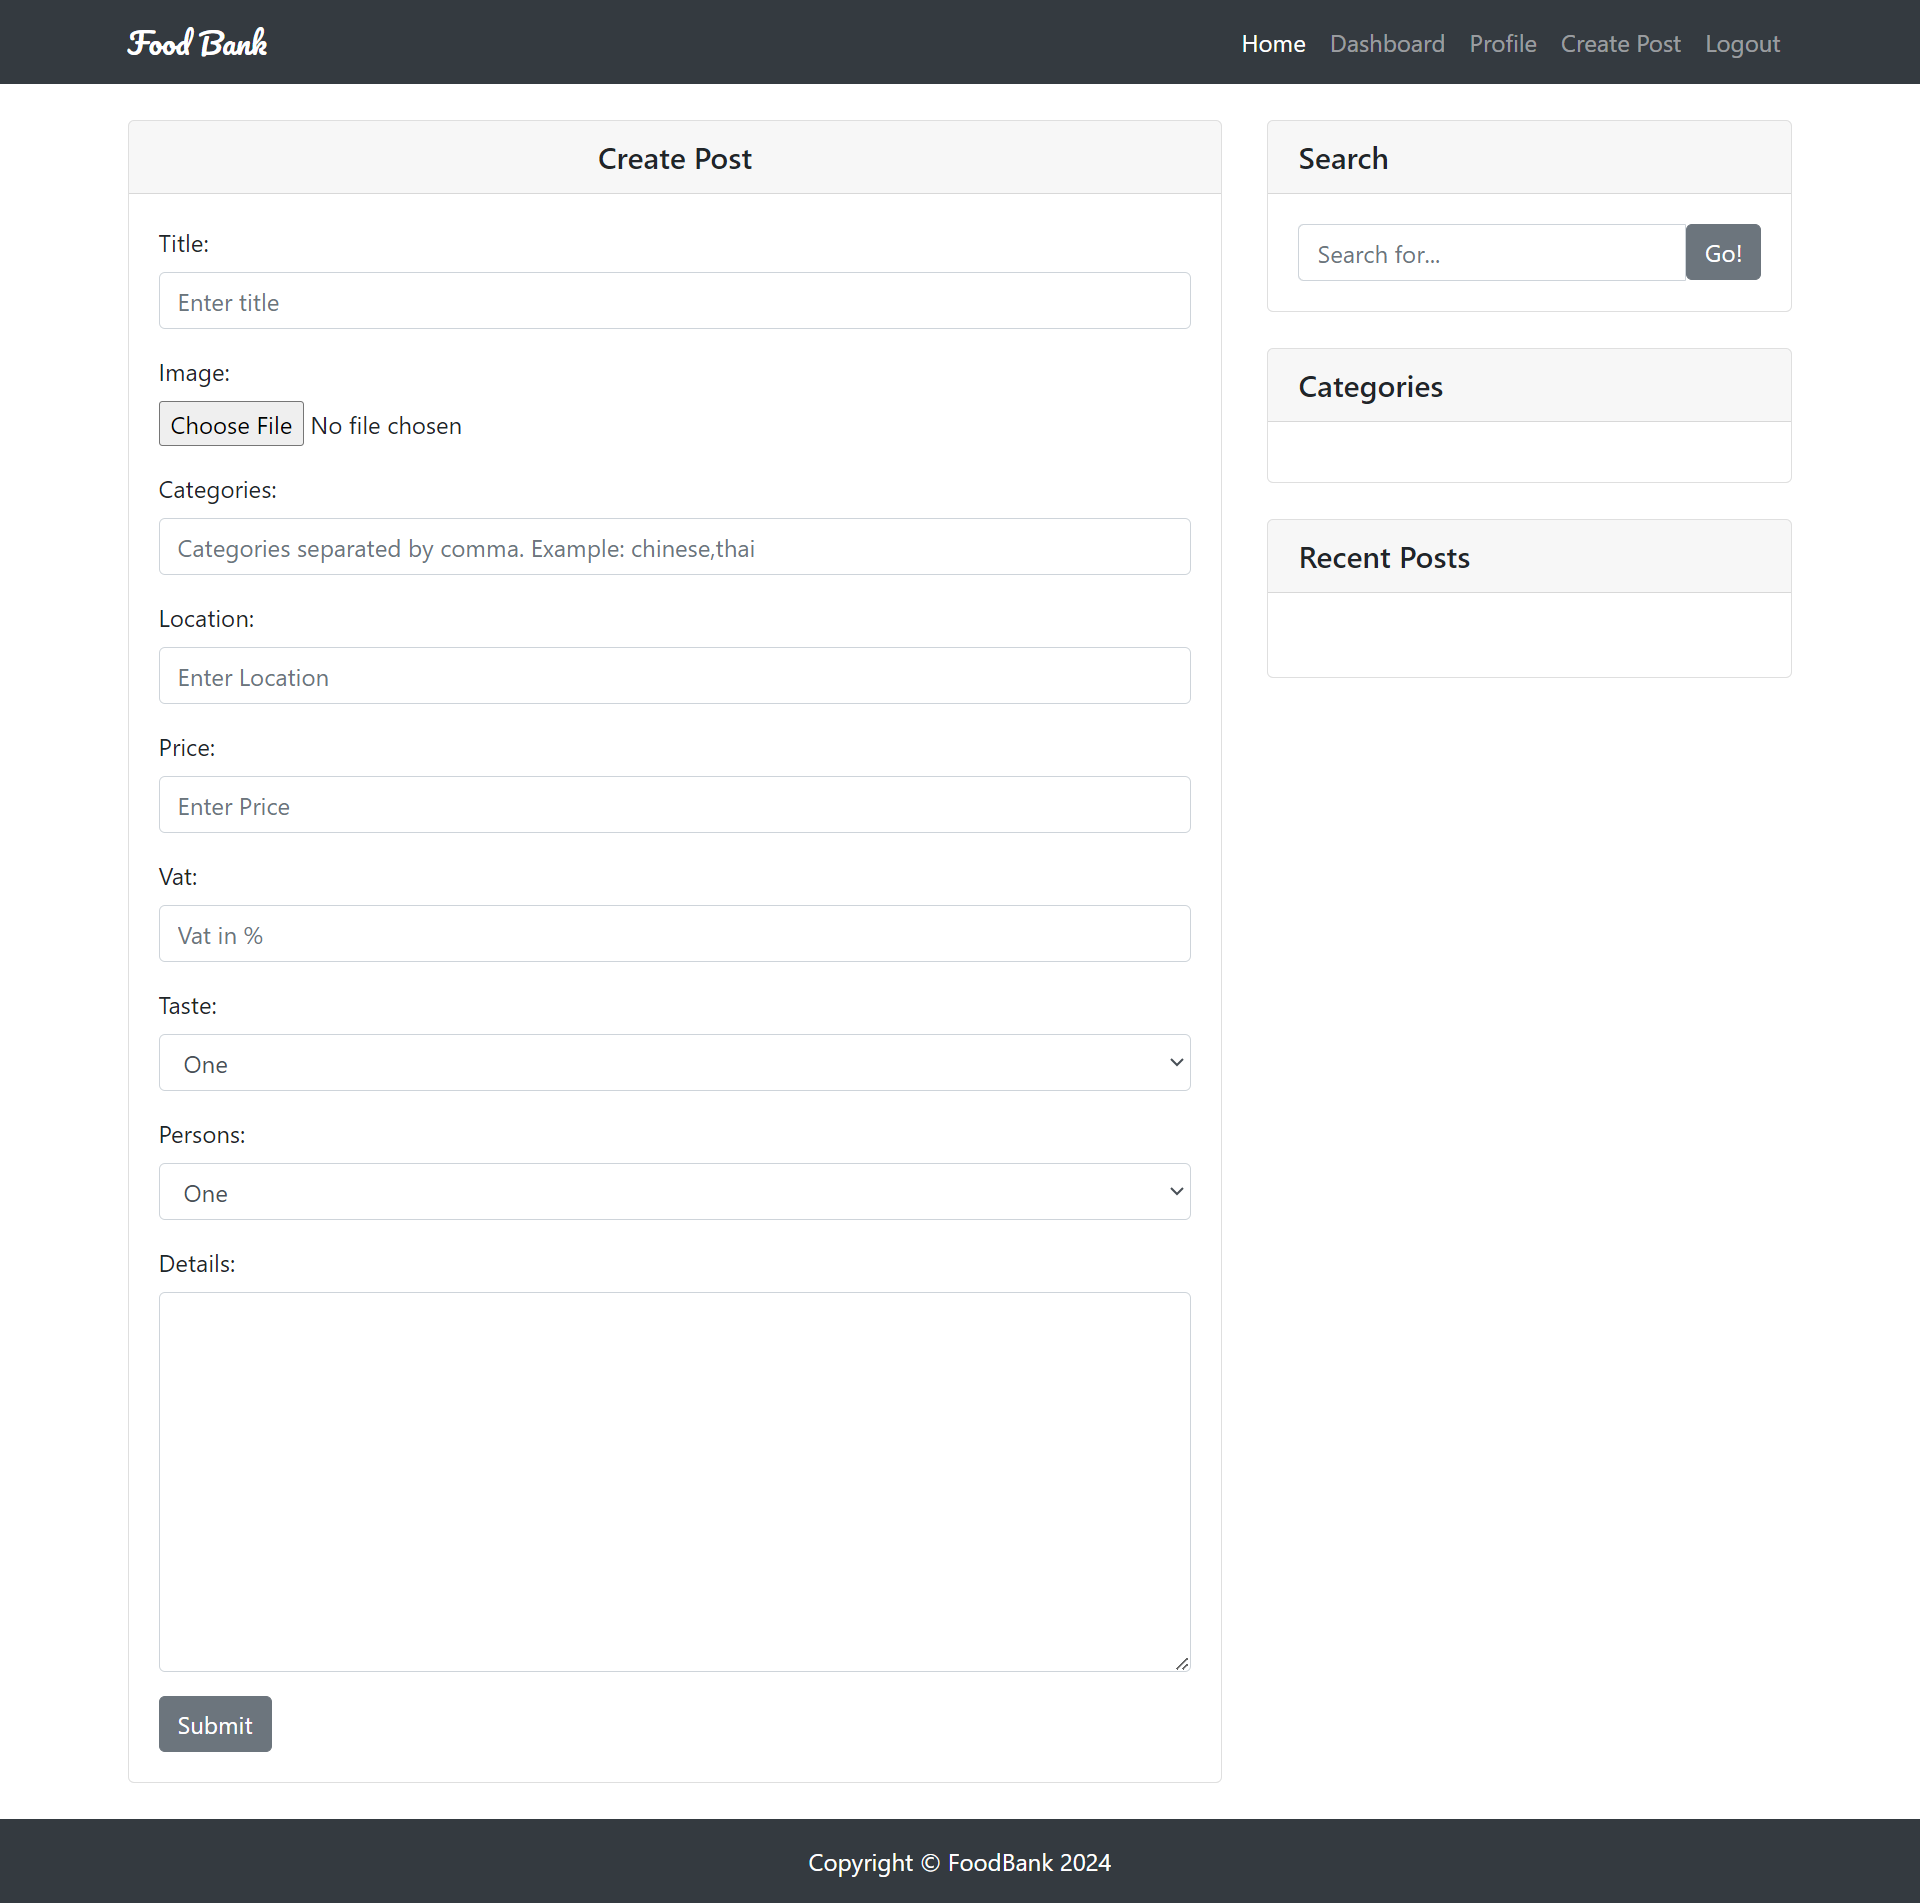 Food Bank
Home Dashboard Profile Create Post Logout
Create Post
Title:
Enter title
Image:
Choose File No file chosen
Categories:
Categories separated by comma. Example: chinese,thai
Location:
Enter Location
Price:
Enter Price
Vat:
Vat in %
Taste:
One
Persons:
One
Details:
Submit
Search
Search for...
Go!
Categories
Recent Posts
Copyright © FoodBank 2024